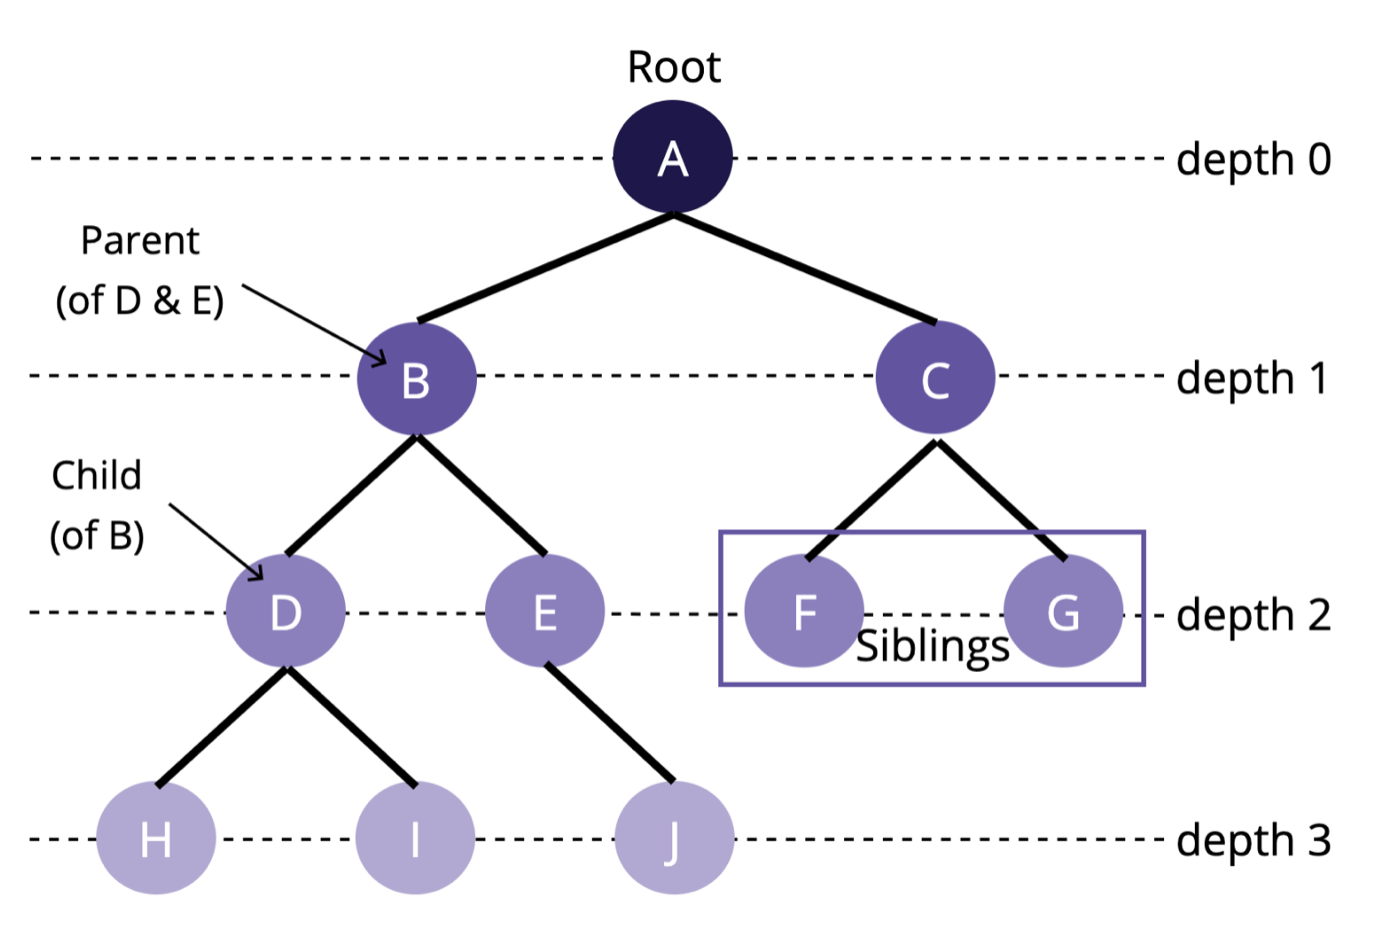 Root
A
depth 0
Parent
(of D & E)
B
C
depth 1
Child
(of B)
D
E
F
Siblings
G
depth 2
H
I
J
depth 3